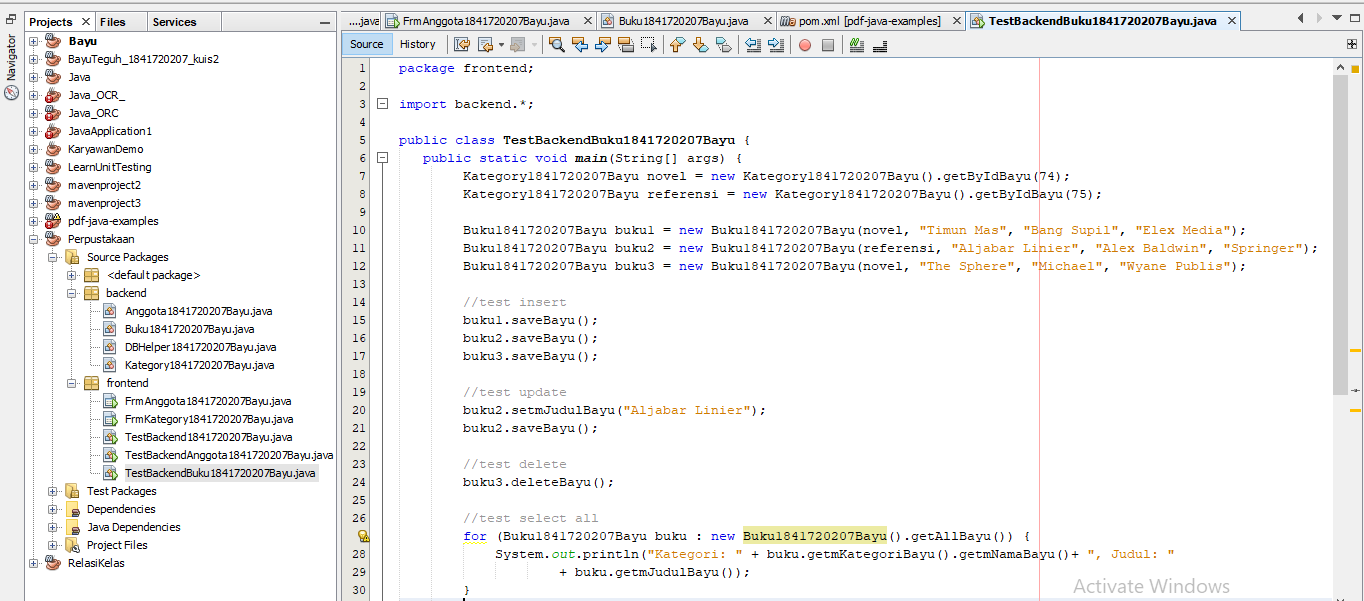 Navigator
Projects
Files
Services
Bayu
BayuTeguh_1841720207_kuis2
Java
Java_OCR_
Java_ORC
JavaApplication1
KaryawanDemo
LearnUnitTesting
mavenproject2
mavenproject3
pdf-java-examples
Perpustakaan
Source Packages
<default package>
backend
Anggota1841720207Bayu.java
Buku1841720207Bayu.java
DBHelper1841720207Bayu.java
Kategory1841720207Bayu.java
frontend
FrmAnggota1841720207Bayu.java
FrmKategory1841720207Bayu.java
TestBackend1841720207Bayu.java
TestBackendAnggota1841720207Bayu.java
TestBackendBuku1841720207Bayu.java
Test Packages
Dependencies
Java Dependencies
Project Files
RelasiKelas
....java
FrmAnggota1841720207Bayu.java
Buku1841720207Bayu.java
pom.xml [pdf-java-examples]
TestBackendBuku1841720207Bayu.java
Source
History
1 package frontend;
2
3 import backend.*;
4
5 public class TestBackendBuku1841720207Bayu {
6 public static void main(String[] args) {
7 Kategory1841720207Bayu novel = new Kategory1841720207Bayu().getByIdBayu(74);
8 Kategory1841720207Bayu referensi = new Kategory1841720207Bayu().getByIdBayu(75);
9
10 Buku1841720207Bayu buku1 = new Buku1841720207Bayu(novel, "Timun Mas", "Bang Supil", "Elex Media");
11 Buku1841720207Bayu buku2 = new Buku1841720207Bayu(referensi, "Aljabar Linier", "Alex Baldwin", "Springer");
12 Buku1841720207Bayu buku3 = new Buku1841720207Bayu(novel, "The Sphere", "Michael", "Wyane Publis");
13
14 //test insert
15 buku1.saveBayu();
16 buku2.saveBayu();
17 buku3.saveBayu();
18
19 //test update
20 buku2.setmJudulBayu("Aljabar Linier");
21 buku2.saveBayu();
22
23 //test delete
24 buku3.deleteBayu();
25
26 //test select all
for (Buku1841720207Bayu buku : new Buku1841720207Bayu().getAllBayu()) {
28 System.out.println("Kategori: " + buku.getmKategoriBayu().getmNamaBayu()+ ", Judul: "
29 + buku.getmJudulBayu());
30 }
Activate Windows